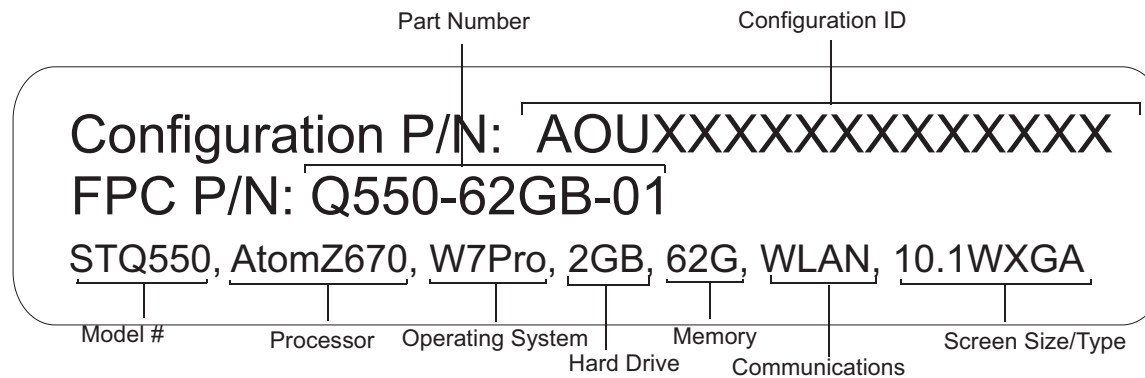 Part Number
Configuration ID
Configuration P/N: AOUXXXXXXXXXXXXX
FPC P/N: Q550-62GB-01
STQ550, AtomZ670, W7Pro, 2GB, 62G, WLAN, 10.1WXGA
Model #
Processor
Operating System
Hard Drive
Memory
Communications
Screen Size/Type